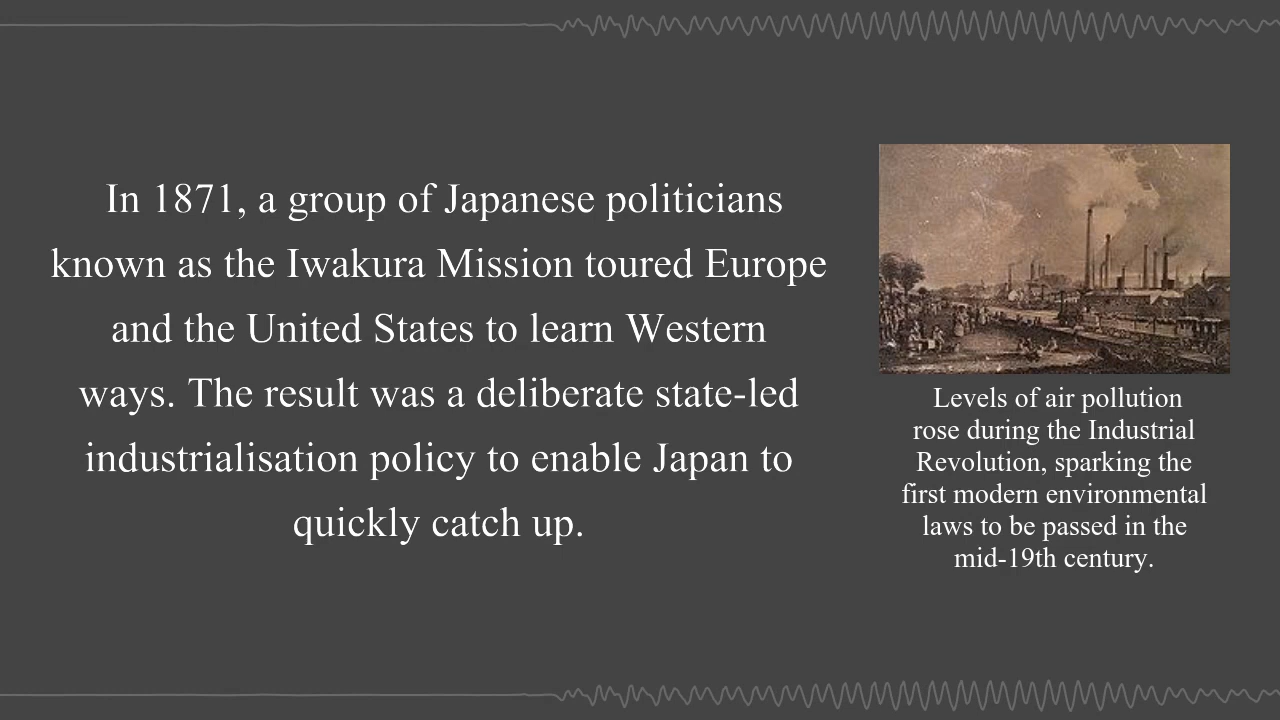 In 1871, a group of Japanese politicians
known as the Iwakura Mission toured Europe
and the United States to learn Western
ways. The result was a deliberate state-led
industrialisation policy to enable Japan to
quickly catch up.
Levels of air pollution
rose during the Industrial
Revolution, sparking the
first modern environmental
laws to be passed in the
mid-19th century.